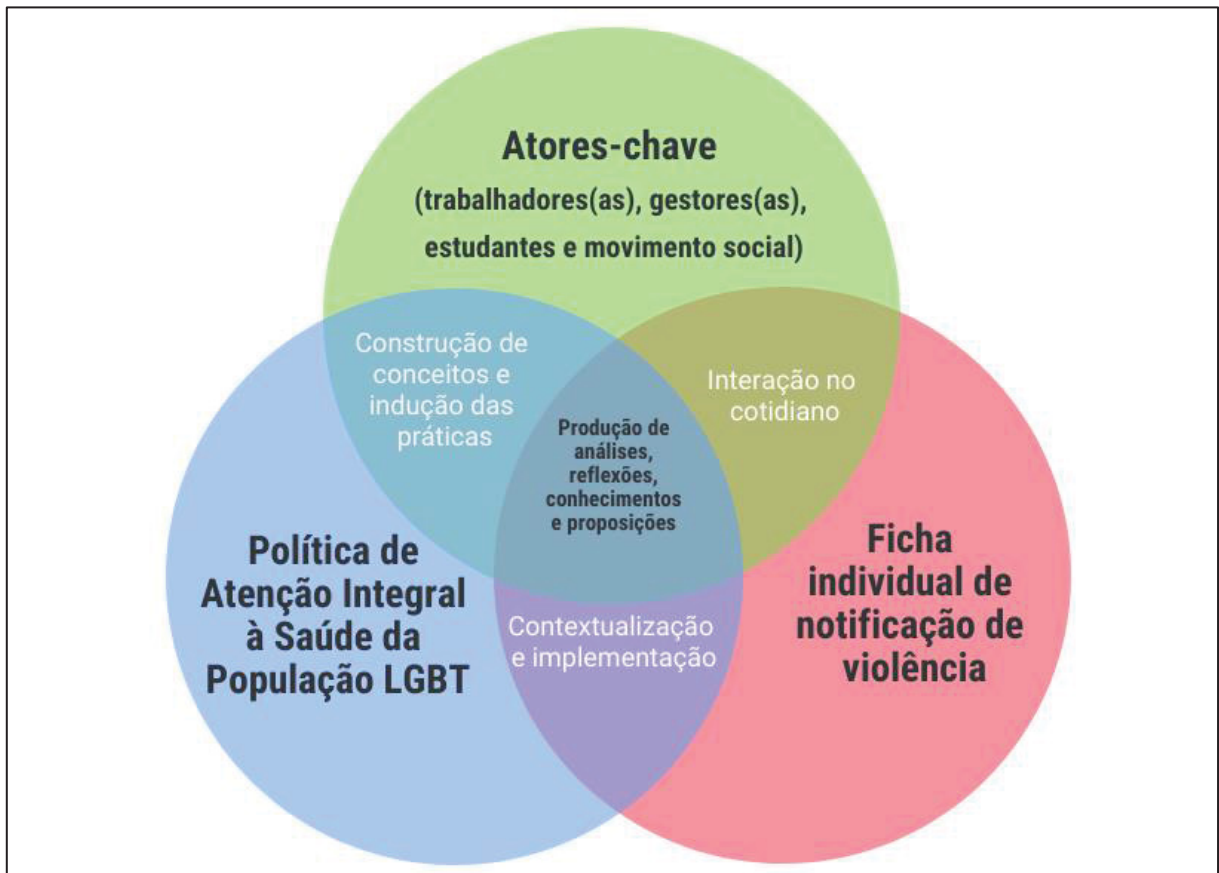 Atores-chave
(trabalhadores(as), gestores(as),
estudantes e movimento social)
Construção de
conceitos e
indução das
práticas
Interação no
cotidiano
Produção de
análises,
reflexões,
conhecimentos
e proposições
Política de
Atenção Integral
à Saúde da
População LGBT
Ficha
individual de
notificação de
violência
Contextualização
e implementação